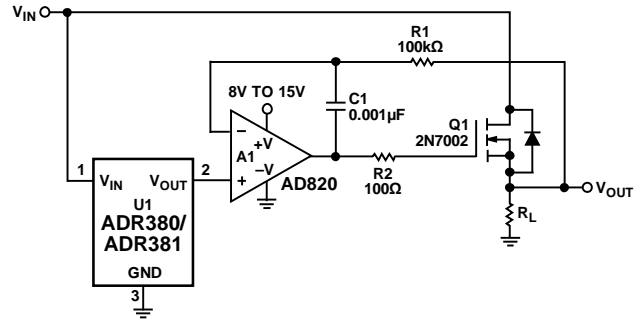 VIN
R1
100kΩ
8V TO 15V
C1
0.001µF
Q1
2N7002
−
+V
A1
−V
+
AD820
R2
100Ω
1
2
VIN
VOUT
U1
ADR380/
ADR381
GND
3
VOUT
RL